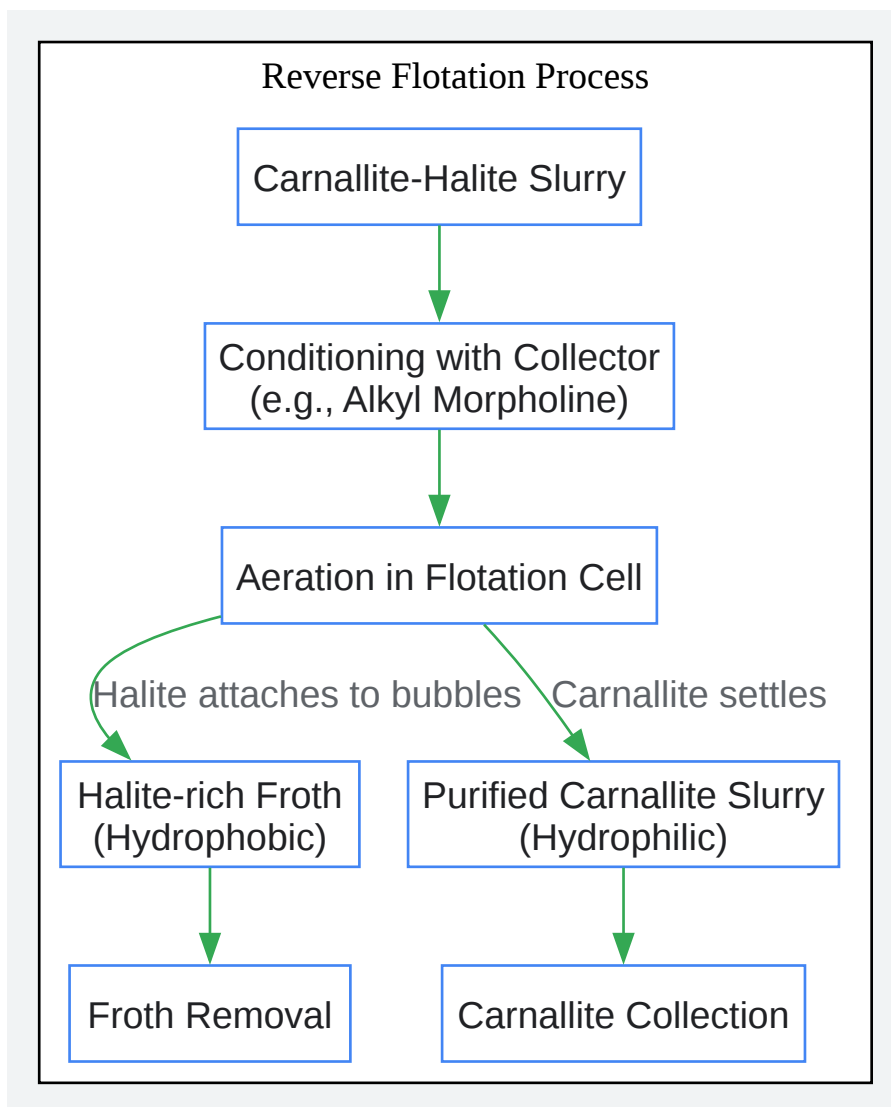 Reverse Flotation Process
Carnallite-Halite Slurry
Conditioning with Collector
(e.g., Alkyl Morpholine)
Aeration in Flotation Cell
Halite attaches to bubbles
Carnallite settles
Halite-rich Froth
(Hydrophobic)
Purified Carnallite Slurry
(Hydrophilic)
Froth Removal
Carnallite Collection